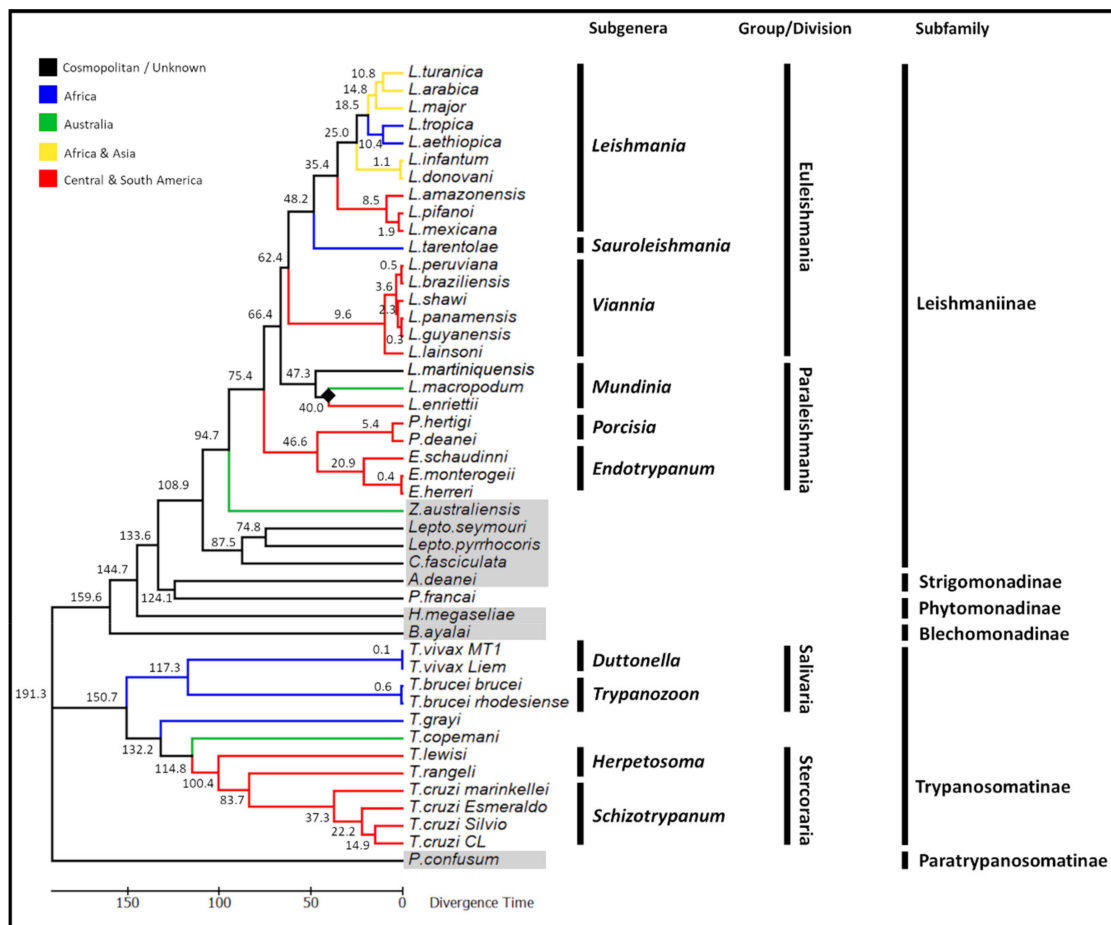 Subgenera Group/Division Subfamily
Cosmopolitan / Unknown
Africa
Australia
Africa & Asia
Central & South America
10.8 L.turanica
14.8 L.arabica
18.5 L.major
L.tropica
25.0 10.4 L.aethiopica
Leishmania
1.1 L.infantum
L.donovani
35.4
8.5 L.amazonensis
L.pifanoi
1.9 L.mexicana
48.2
L.tarentolae
Sauroleishmania
Euleishmania
0.5 L.peruviana
62.4 L.braziliensis
3.6 L.shawi
2.3 L.panamensis
9.6 L.guyanensis
0.3 L.lainsoni
Viannia
Leishmaniinae
66.4
47.3 L.martiniquensis
L.macropodum
40.0 L.enriettii
Mundinia
Paraleishmania
75.4
5.4 P.hertigi
P.deanei
Porcisia
46.6
20.9 E.schaudinni
0.4 E.monterogeii
E.herreri
Endotrypanum
94.7
Z.australiensis
108.9
74.8 Lepto.seymouri
Lepto.pyrrhocoris
87.5 C.fasciculata
133.6
A.deanei
Strigomonadinae
124.1 P.francai
Phytomonadinae
144.7
H.megaseliae
159.6
B.ayalai
Blechomonadinae
0.1 T.vivax MT1
T.vivax Liem
Duttonella
Salivaria
117.3
0.6 T.brucei brucei
T.brucei rhodesiense
Trypanozoon
191.3
150.7
T.grayi
132.2
T.copemani
114.8
T.lewisi
100.4
T.rangeli
Herpetosoma
Stercoraria
Trypanosomatinae
83.7
T.cruzi marinkellei
37.3 T.cruzi Esmeraldo
22.2 T.cruzi Silvio
14.9 T.cruzi CL
Schizotrypanum
P.confusum
Paratrypanosomatinae
150 100 50 0 Divergence Time